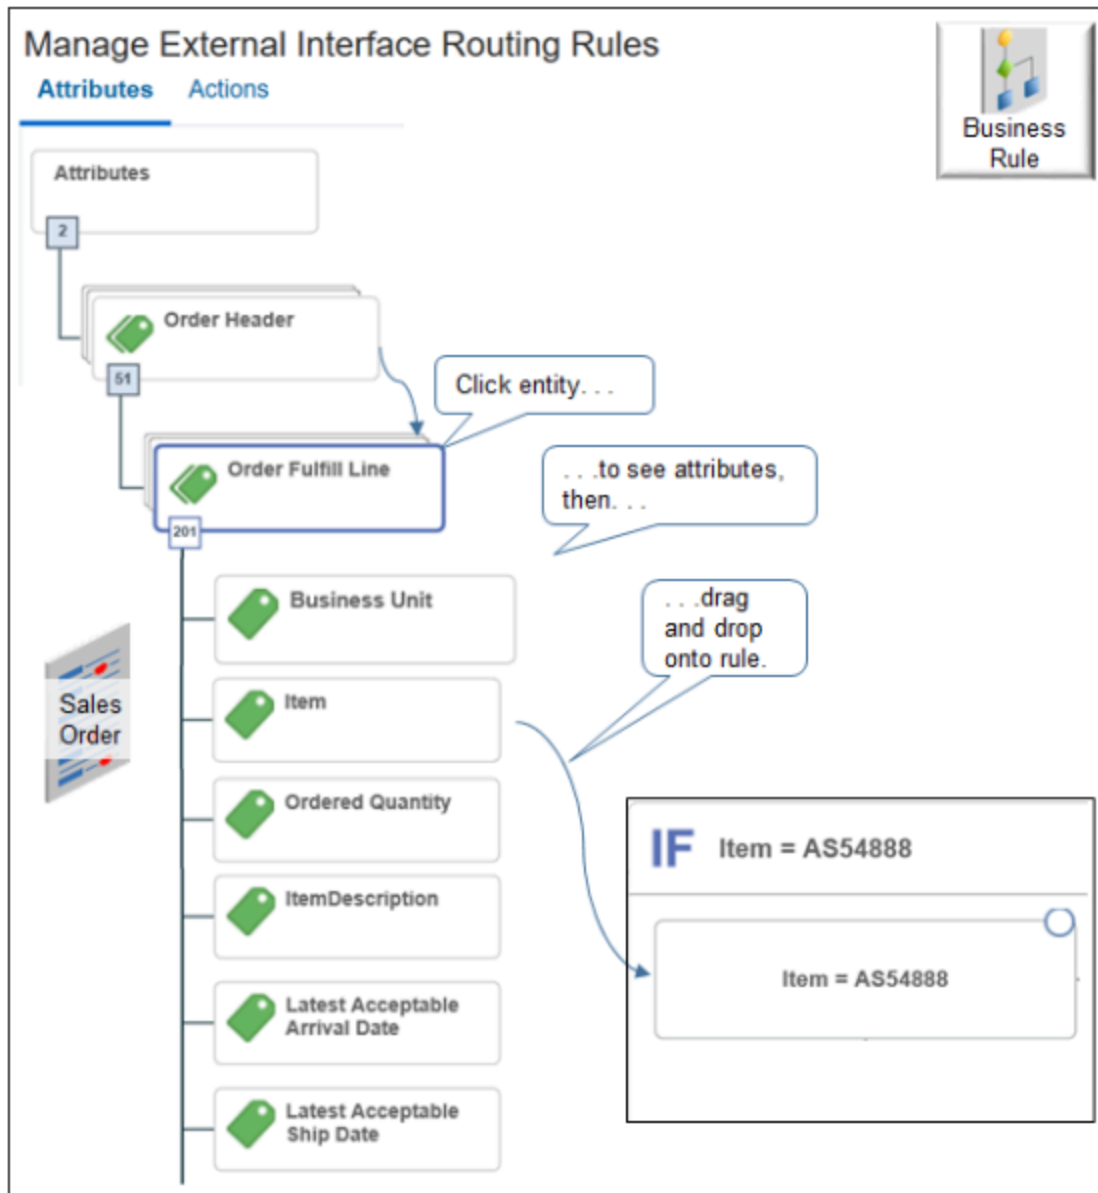 Manage External Interface Routing Rules
Attributes Actions
Business
Rule
Attributes
2
Order Header
51
Click entity. . .
Order Fulfill Line
201
. . .to see attributes,
then. . .
Business Unit
. . .drag
and drop
onto rule.
Sales
Order
Item
Ordered Quantity
IF Item = AS54888
ItemDescription
Item = AS54888
Latest Acceptable
Arrival Date
Latest Acceptable
Ship Date